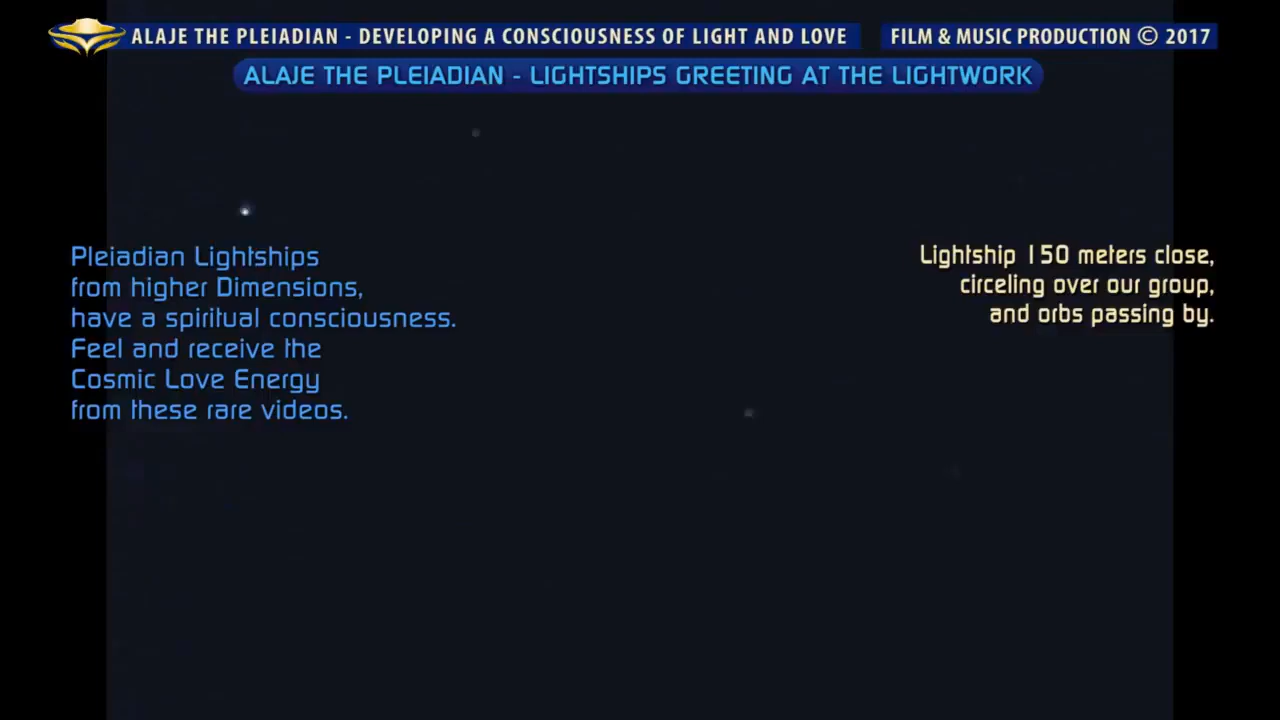 ALAJE THE PLEIADIAN - DEVELOPING A CONSCIOUSNESS OF LIGHT AND LOVE
FILM & MUSIC PRODUCTION © 2017
ALAJE THE PLEIADIAN - LIGHTSHIPS GREETING AT THE LIGHTWORK
Pleiadian Lightships
from higher Dimensions,
have a spiritual consciousness.
Feel and receive the
Cosmic Love Energy
from these rare videos.
Lightship 150 meters close,
circeling over our group,
and orbs passing by.